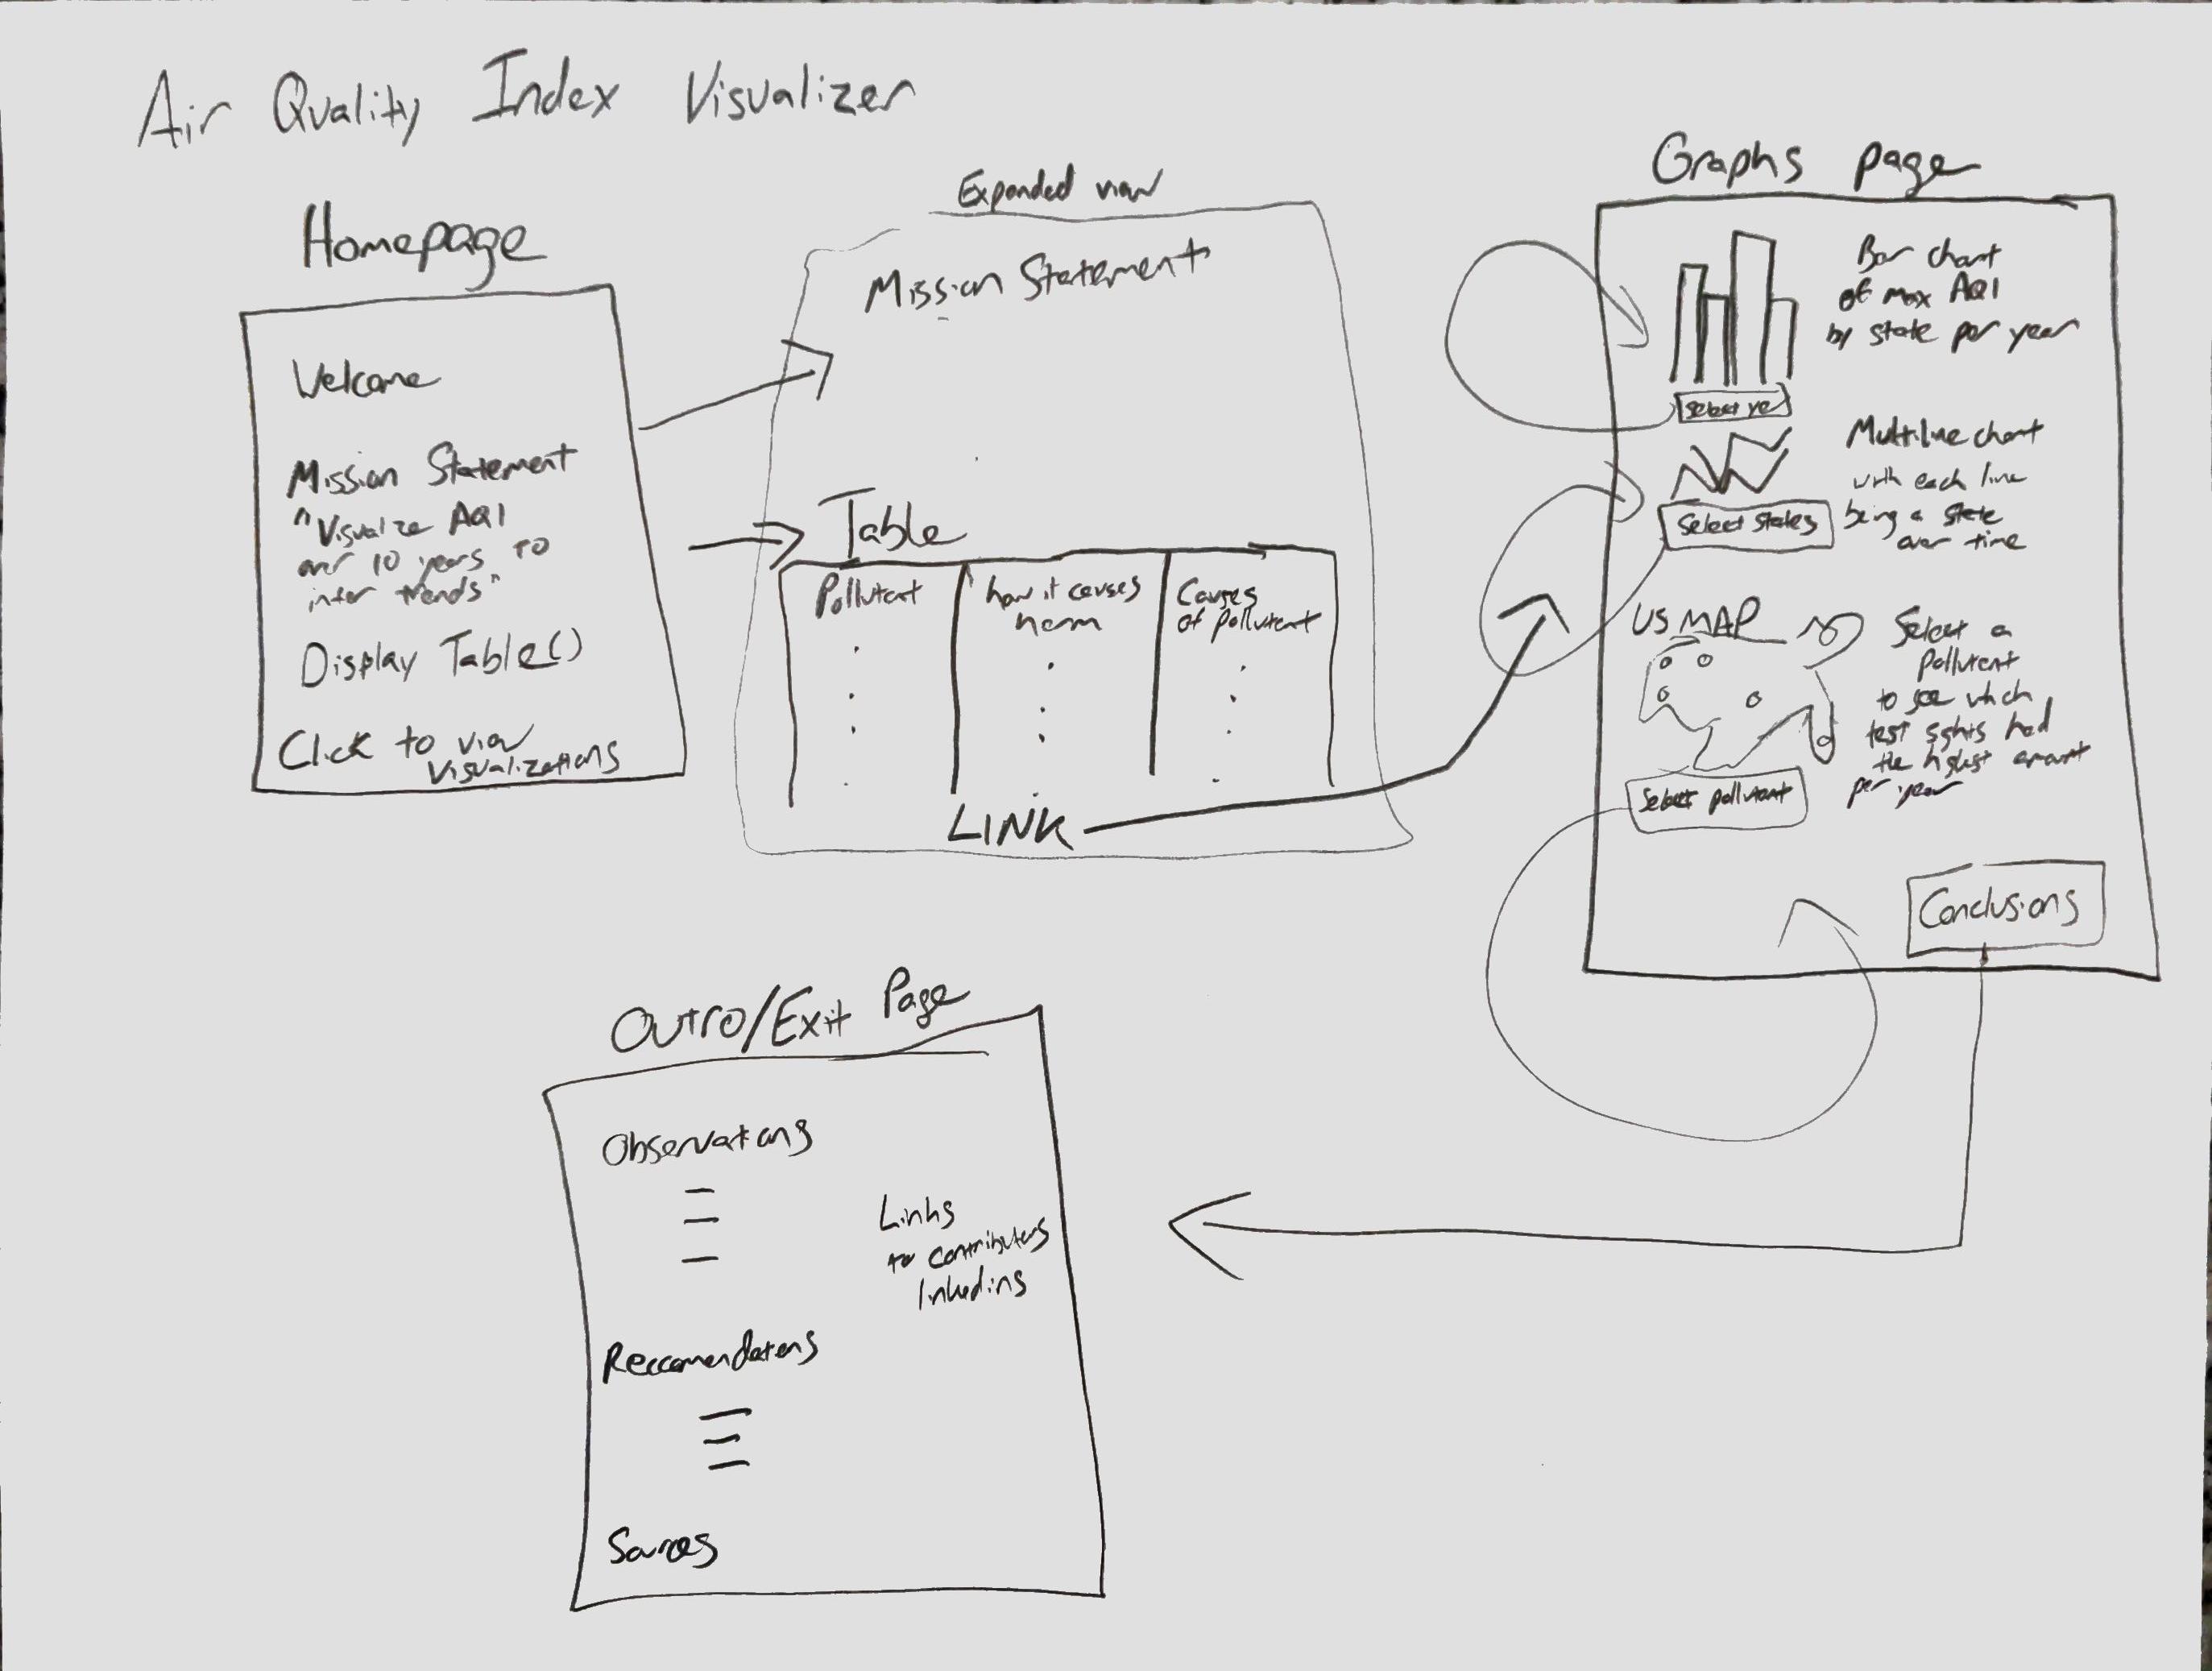 Air Quality Index Visualizer
Homepage
Welcome
Mission Statement
"Visualize AQI
over 10 years to
infer trends"
Display Table()
Click to view
Visualizations
Expanded view
Mission Statement
Table
Pollutant
how it causes
harm
Causes
of pollutant
LINK
Graphs page
Bar chart
of max AQI
by state per year
Select ye
Multiline chart
with each line
being a state
over time
Select states
US MAP
Select a
pollutant
to see which
test sights had
the highest amount
per year
Select pollutant
Conclusions
Outro/Exit Page
Observations
Links
to contributers
linkedins
Reccomendations
Sources